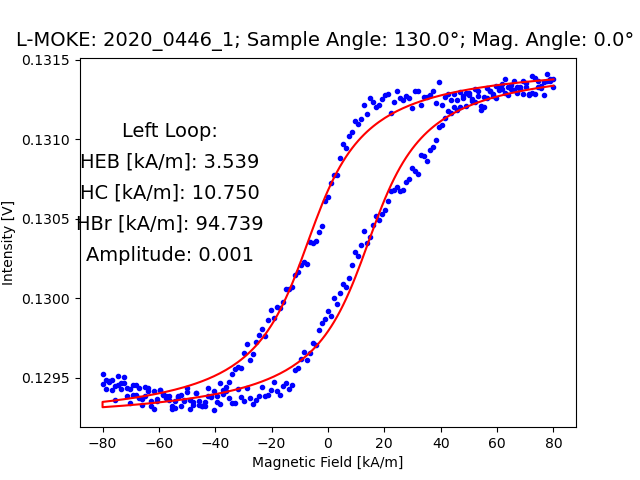 L-MOKE: 2020_0446_1; Sample Angle: 130.0°; Mag. Angle: 0.0°
0.1315
0.1310
0.1305
0.1300
0.1295
Intensity [V]
Left Loop:
HEB [kA/m]: 3.539
HC [kA/m]: 10.750
HBr [kA/m]: 94.739
Amplitude: 0.001
−80 −60 −40 −20 0 20 40 60 80
Magnetic Field [kA/m]